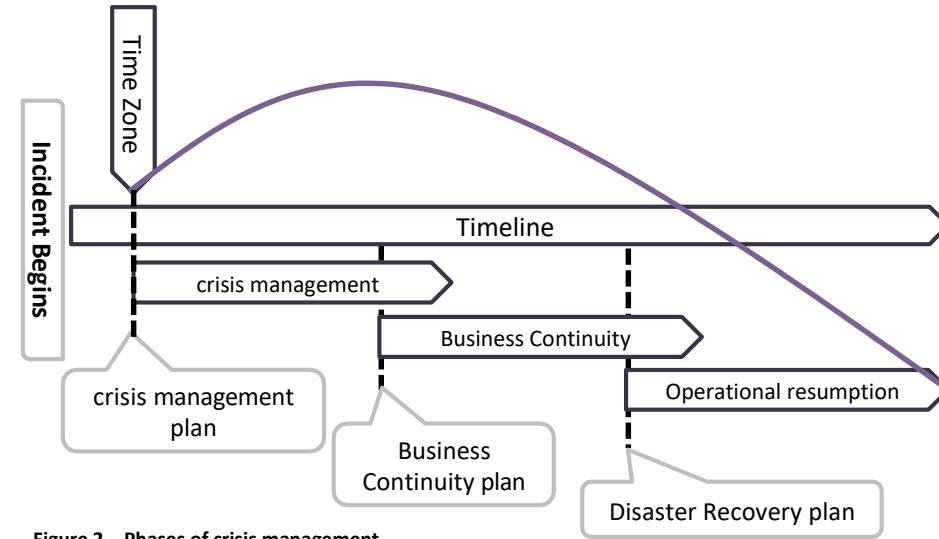 Time Zone
Incident Begins
Timeline
crisis management
Business Continuity
Operational resumption
crisis management
plan
Business
Continuity plan
Disaster Recovery plan
Figure 2 – Phases of crisis management